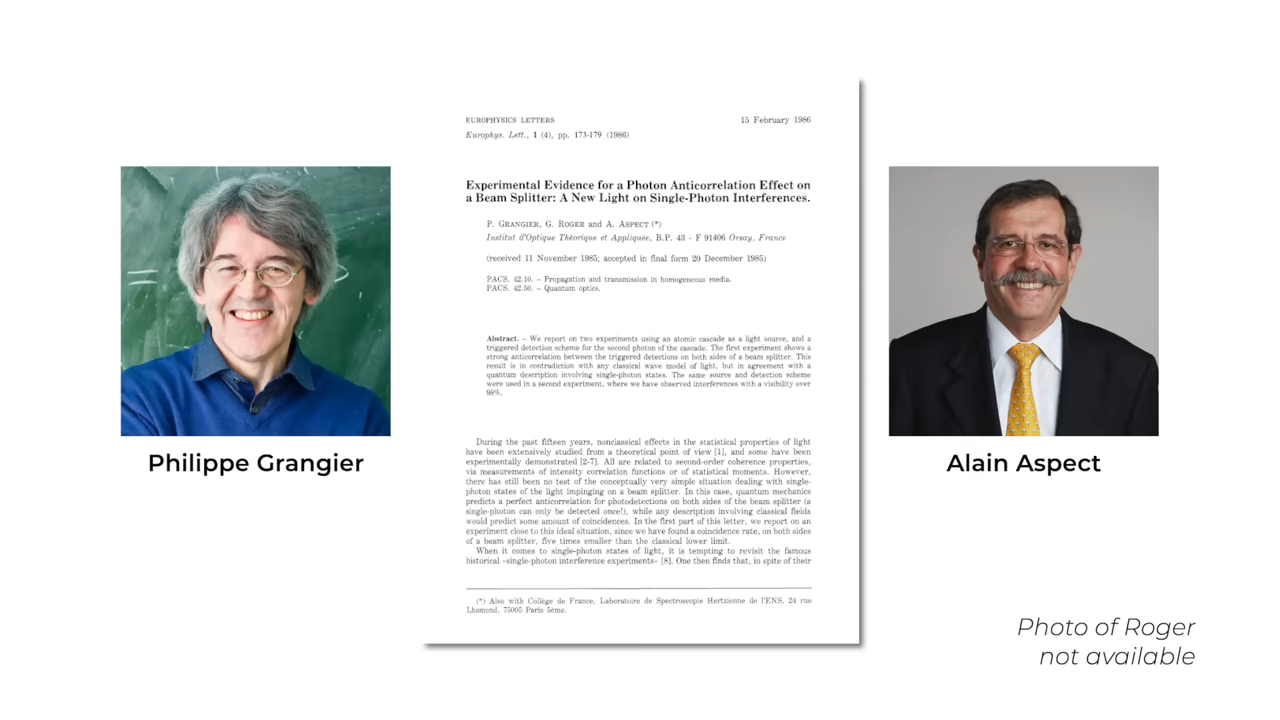 EUROPHYSICS LETTERS
15 February 1986
Europhys. Lett., 1 (4), pp. 173-179 (1986)
Experimental Evidence for a Photon Anticorrelation Effect on
a Beam Splitter: A New Light on Single-Photon Interferences.
P. GRANGIER, G. ROGER and A. ASPECT (*)
Institut d'Optique Théorique et Appliquée, B.P. 43 - F 91406 Orsay, France
(received 11 November 1985; accepted in final form 20 December 1985)
PACS. 42.10. – Propagation and transmission in homogeneous media.
PACS. 42.50. – Quantum optics.
Abstract. – We report on two experiments using an atomic cascade as a light source, and a
triggered detection scheme for the second photon of the cascade. The first experiment shows a
strong anticorrelation between the triggered detections on both sides of a beam splitter. This
result is in contradiction with any classical wave model of light, but in agreement with a
quantum description involving single-photon states. The same source and detection scheme
were used in a second experiment, where we have observed interferences with a visibility over
98%.
During the past fifteen years, nonclassical effects in the statistical properties of light
have been extensively studied from a theoretical point of view [1], and some have been
experimentally demonstrated [2-7]. All are related to second-order coherence properties,
via measurements of intensity correlation functions or of statistical moments. However,
there has still been no test of the conceptually very simple situation dealing with single-
photon states of the light impinging on a beam splitter. In this case, quantum mechanics
predicts a perfect anticorrelation for photodetections on both sides of the beam splitter (a
single-photon can only be detected once!), while any description involving classical fields
would predict some amount of coincidences. In the first part of this letter, we report on an
experiment close to this ideal situation, since we have found a coincidence rate, on both sides
of a beam splitter, five times smaller than the classical lower limit.
When it comes to single-photon states of light, it is tempting to revisit the famous
historical «single-photon interference experiments» [8]. One then finds that, in spite of their
(*) Also with Collège de France, Laboratoire de Spectroscopie Hertzienne de l'ENS, 24 rue
Lhomond, 75005 Paris 5ème.
Philippe Grangier
Alain Aspect
Photo of Roger
not available